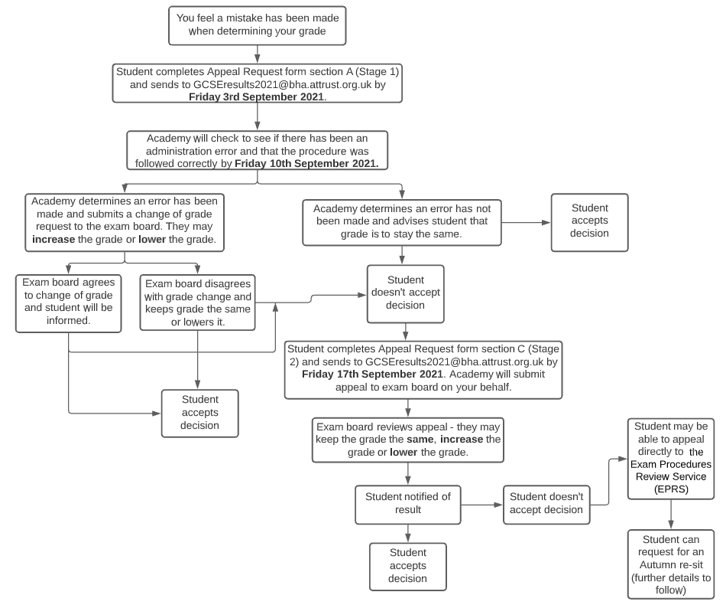 You feel a mistake has been made
when determining your grade
Student completes Appeal Request form section A (Stage 1)
and sends to GCSEresults2021@bha.attrust.org.uk by
Friday 3rd September 2021.
Academy will check to see if there has been an
administration error and that the procedure was
followed correctly by Friday 10th September 2021.
Academy determines an error has been
made and submits a change of grade
request to the exam board. They may
increase the grade or lower the grade.
Academy determines an error has not
been made and advises student that
grade is to stay the same.
Student
accepts
decision
Exam board agrees
to change of grade
and student will be
informed.
Exam board disagrees
with grade change and
keeps grade the same
or lowers it.
Student
doesn't accept
decision
Student completes Appeal Request form section C (Stage
2) and sends to GCSEresults2021@bha.attrust.org.uk by
Friday 17th September 2021. Academy will submit
appeal to exam board on your behalf.
Student
accepts
decision
Exam board reviews appeal - they may
keep the grade the same, increase the
grade or lower the grade.
Student may be
able to appeal
directly to the
Exam Procedures
Review Service
(EPRS)
Student notified of
result
Student doesn't
accept decision
Student
accepts
decision
Student can
request for an
Autumn re-sit
(further details to
follow)